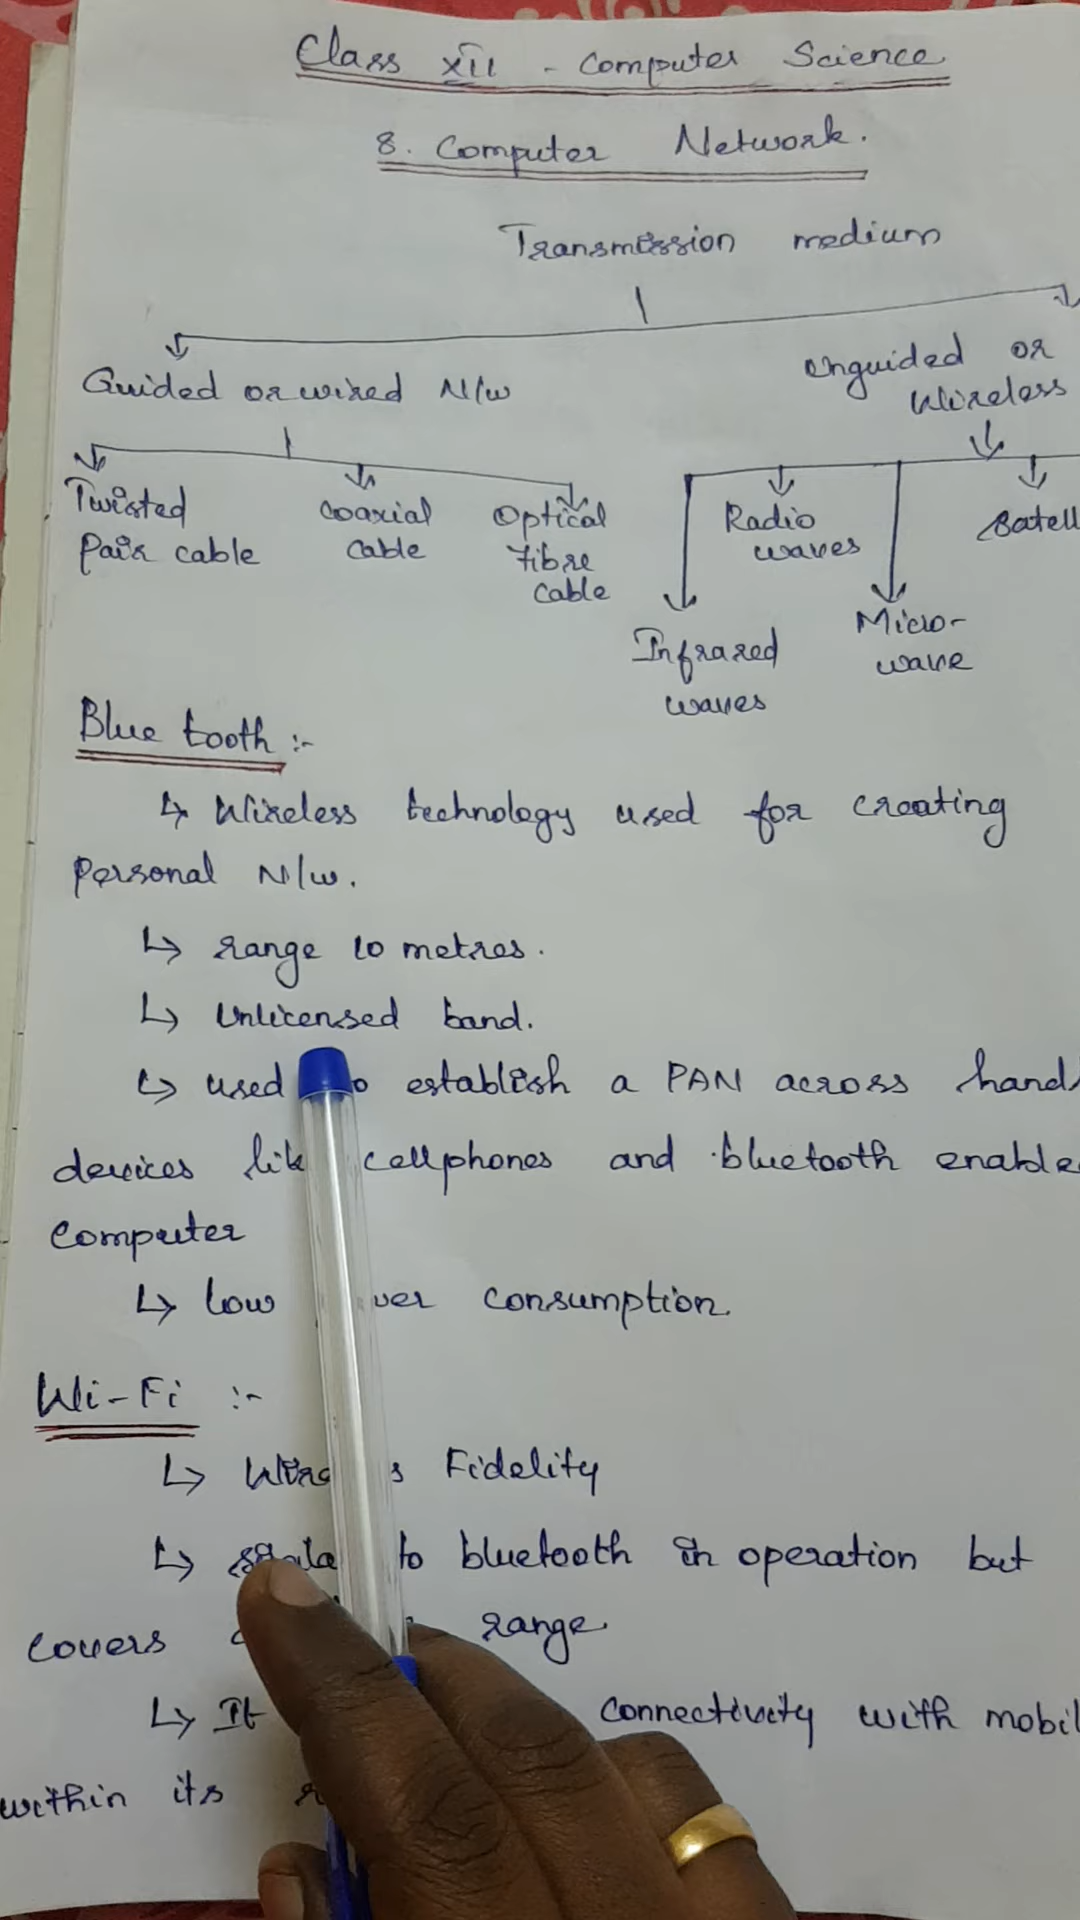 Class XII - Computer Science
8. Computer Network.
Transmission medium
Guided or wired N/w
Unguided or
Wireless
Twisted
Pair cable
Coaxial
Cable
Optical
Fibre
Cable
Radio
waves
Infrared
waves
Micro-
wave
Blue tooth :-
↳ Wireless technology used for creating
Personal N/w.
↳ range 10 metres.
↳ Unlicensed band.
↳ used establish a PAN across hand
devices cellphones and bluetooth enable
Computer
↳ low consumption.
Wi-Fi :-
↳ Fidelity
↳ to bluetooth in operation but
covers range.
↳ It connectivity with
within its